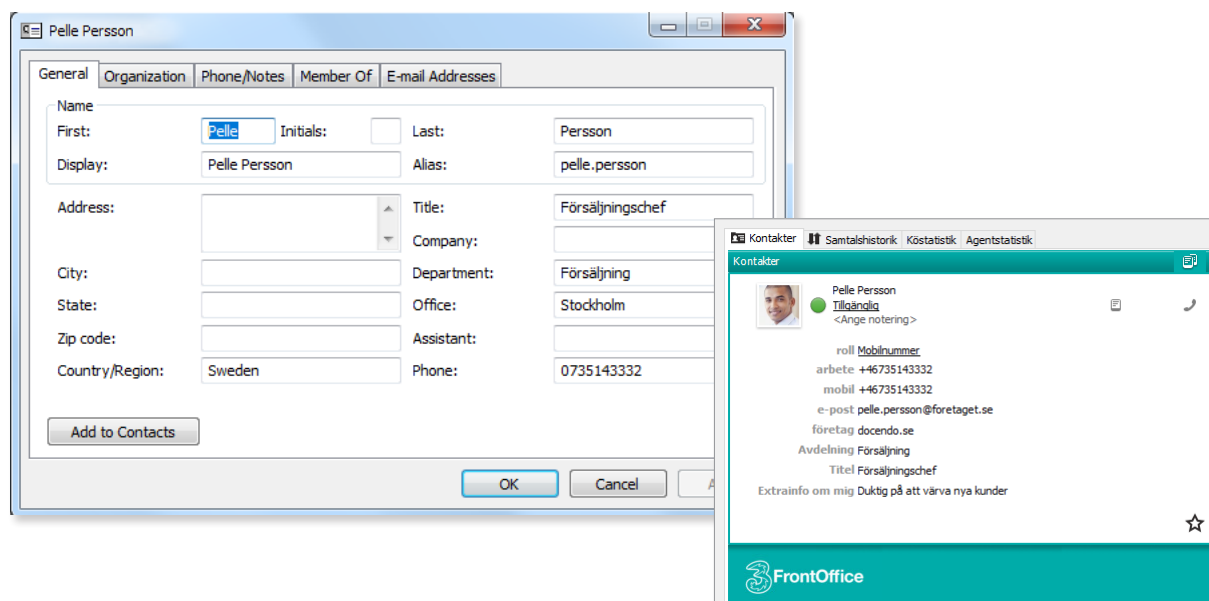 Pelle Persson
General Organization Phone/Notes Member Of E-mail Addresses
Name
First: Pelle Initials: Last: Persson
Display: Pelle Persson Alias: pelle.persson
Address: Title: Försäljningschef
Company:
City: Department: Försäljning
State: Office: Stockholm
Zip code: Assistant:
Country/Region: Sweden Phone: 0735143332
Add to Contacts
OK Cancel A
Kontakter Samtalshistorik Köstatistik Agentstatistik
Kontakter
Pelle Persson
Tillgänglig
<Ange notering>
roll Mobilnummer
arbete +46735143332
mobil +46735143332
e-post pelle.persson@foretaget.se
företag docendo.se
Avdelning Försäljning
Titel Försäljningschef
Extrainfo om mig Duktig på att värva nya kunder
3FrontOffice